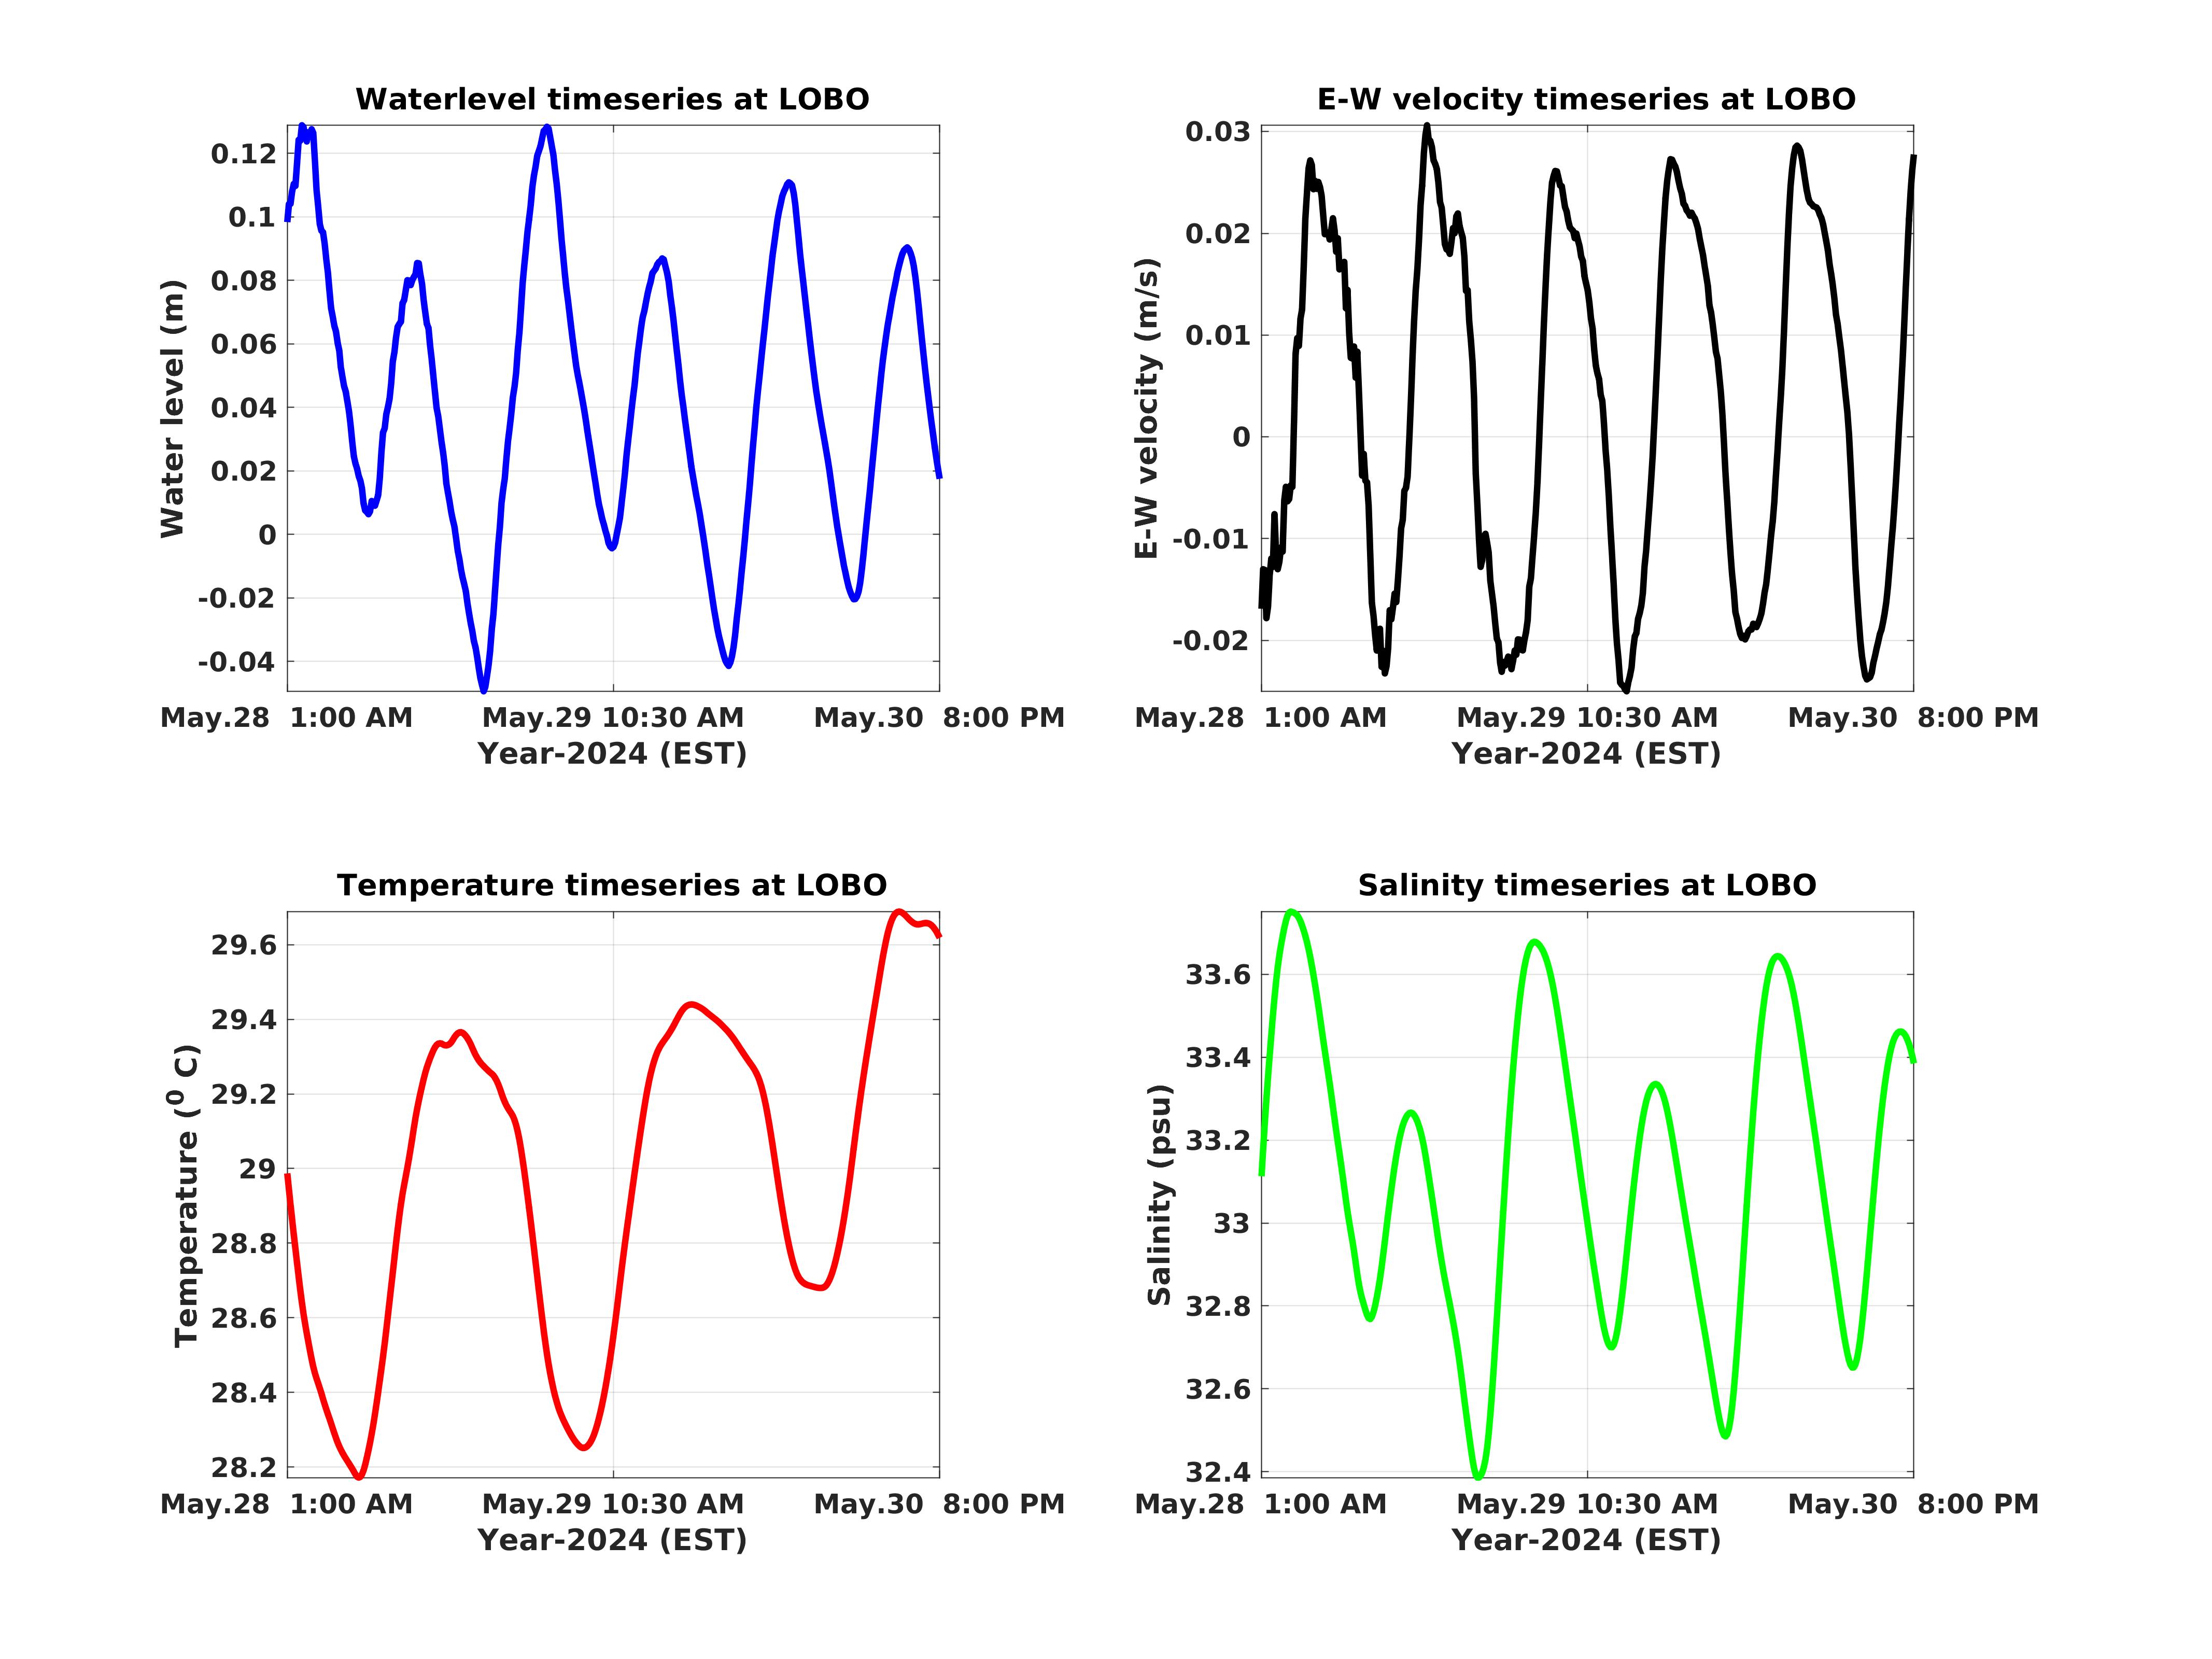 Waterlevel timeseries at LOBO
0.12
0.1
0.08
0.06
0.04
0.02
0
-0.02
-0.04
Water level (m)
May.28 1:00 AM May.29 10:30 AM May.30 8:00 PM
Year-2024 (EST)
E-W velocity timeseries at LOBO
0.03
0.02
0.01
0
-0.01
-0.02
E-W velocity (m/s)
May.28 1:00 AM May.29 10:30 AM May.30 8:00 PM
Year-2024 (EST)
Temperature timeseries at LOBO
29.6
29.4
29.2
29
28.8
28.6
28.4
28.2
Temperature (⁰ C)
May.28 1:00 AM May.29 10:30 AM May.30 8:00 PM
Year-2024 (EST)
Salinity timeseries at LOBO
33.6
33.4
33.2
33
32.8
32.6
32.4
Salinity (psu)
May.28 1:00 AM May.29 10:30 AM May.30 8:00 PM
Year-2024 (EST)